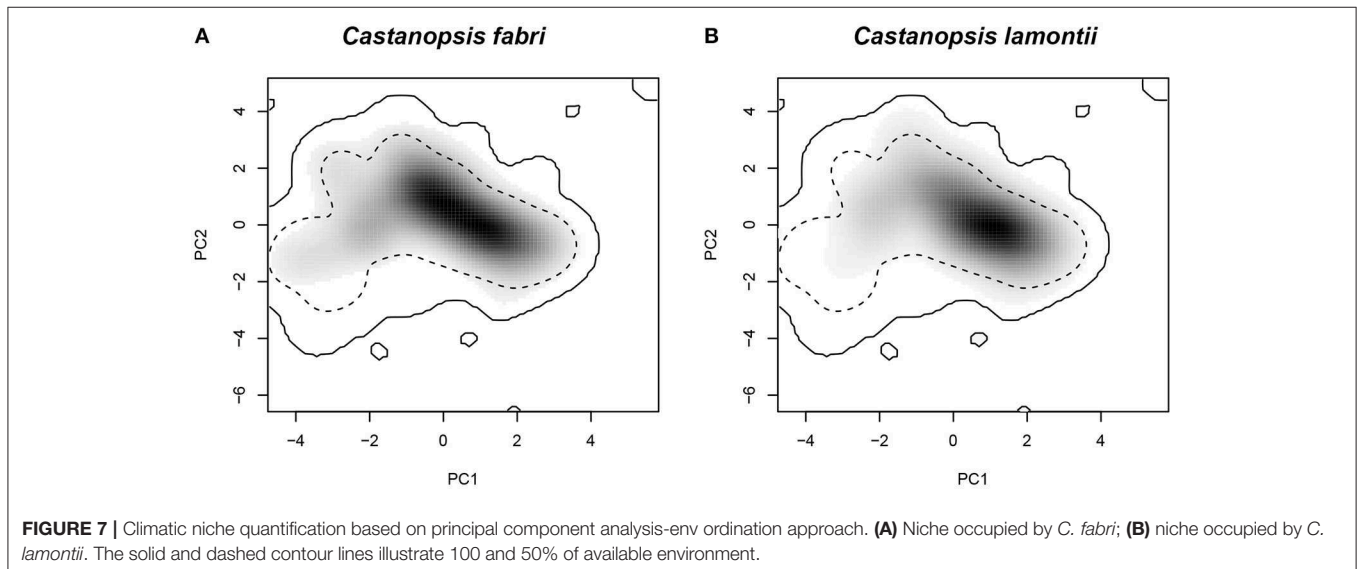 A
Castanopsis fabri
B
Castanopsis lamontii
4
2
0
−2
−4
−6
PC2
−4
−2
0
2
4
PC1
4
2
0
−2
−4
−6
PC2
−4
−2
0
2
4
PC1
FIGURE 7 | Climatic niche quantification based on principal component analysis-env ordination approach. (A) Niche occupied by C. fabri; (B) niche occupied by C.
lamontii. The solid and dashed contour lines illustrate 100 and 50% of available environment.